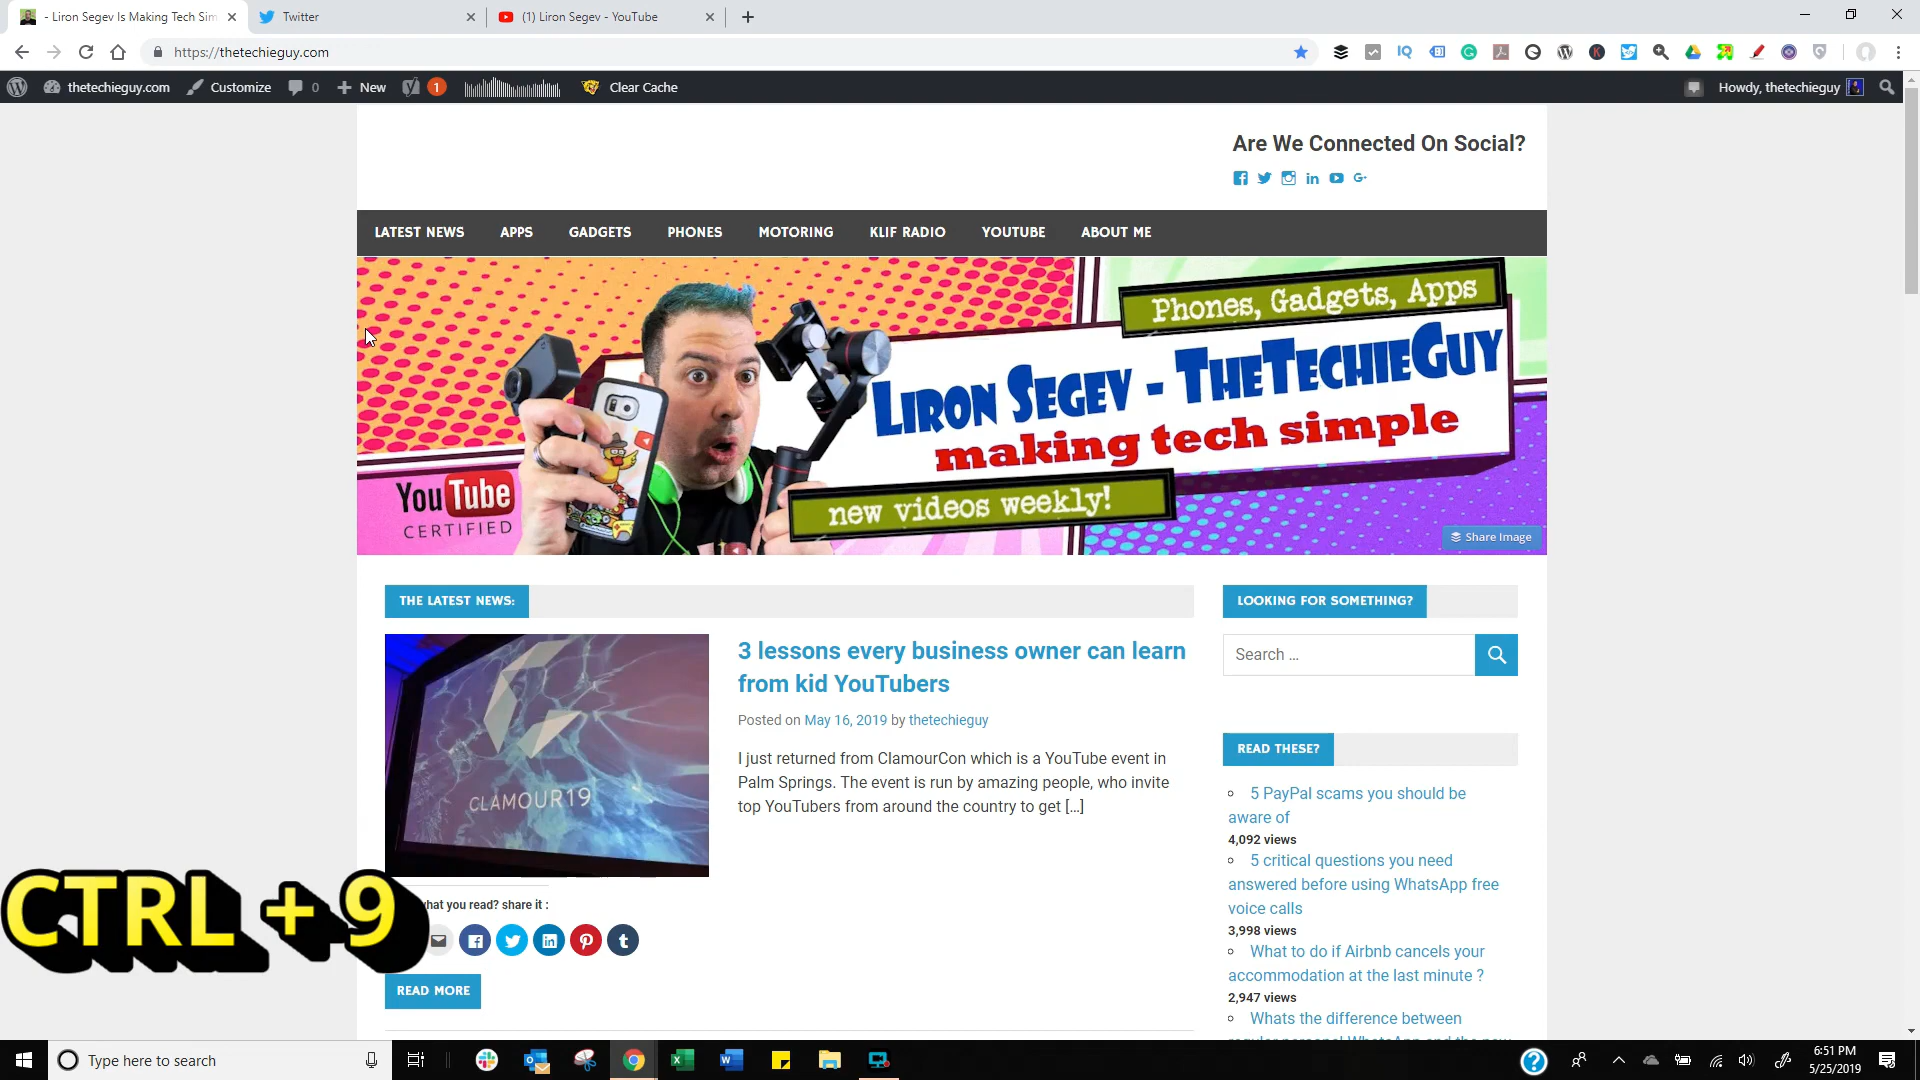 - Liron Segev Is Making Tech Sim
Twitter
(1) Liron Segev - YouTube
https://thetechieguy.com
thetechieguy.com
Customize
0
New
1
Clear Cache
Howdy, thetechieguy
Are We Connected On Social?
LATEST NEWS
APPS
GADGETS
PHONES
MOTORING
KLIF RADIO
YOUTUBE
ABOUT ME
Phones, Gadgets, Apps
LIRON SEGEV - THETECHIEGUY
making tech simple
YouTube
CERTIFIED
new videos weekly!
Share Image
THE LATEST NEWS:
LOOKING FOR SOMETHING?
3 lessons every business owner can learn
from kid YouTubers
Search ...
Posted on May 16, 2019 by thetechieguy
READ THESE?
I just returned from ClamourCon which is a YouTube event in
Palm Springs. The event is run by amazing people, who invite
top YouTubers from around the country to get [...]
CLAMOUR19
5 PayPal scams you should be
aware of
4,092 views
5 critical questions you need
answered before using WhatsApp free
voice calls
3,998 views
What to do if Airbnb cancels your
accommodation at the last minute ?
2,947 views
Whats the difference between
CTRL + 9
what you read? share it :
READ MORE
Type here to search
6:51 PM
5/25/2019